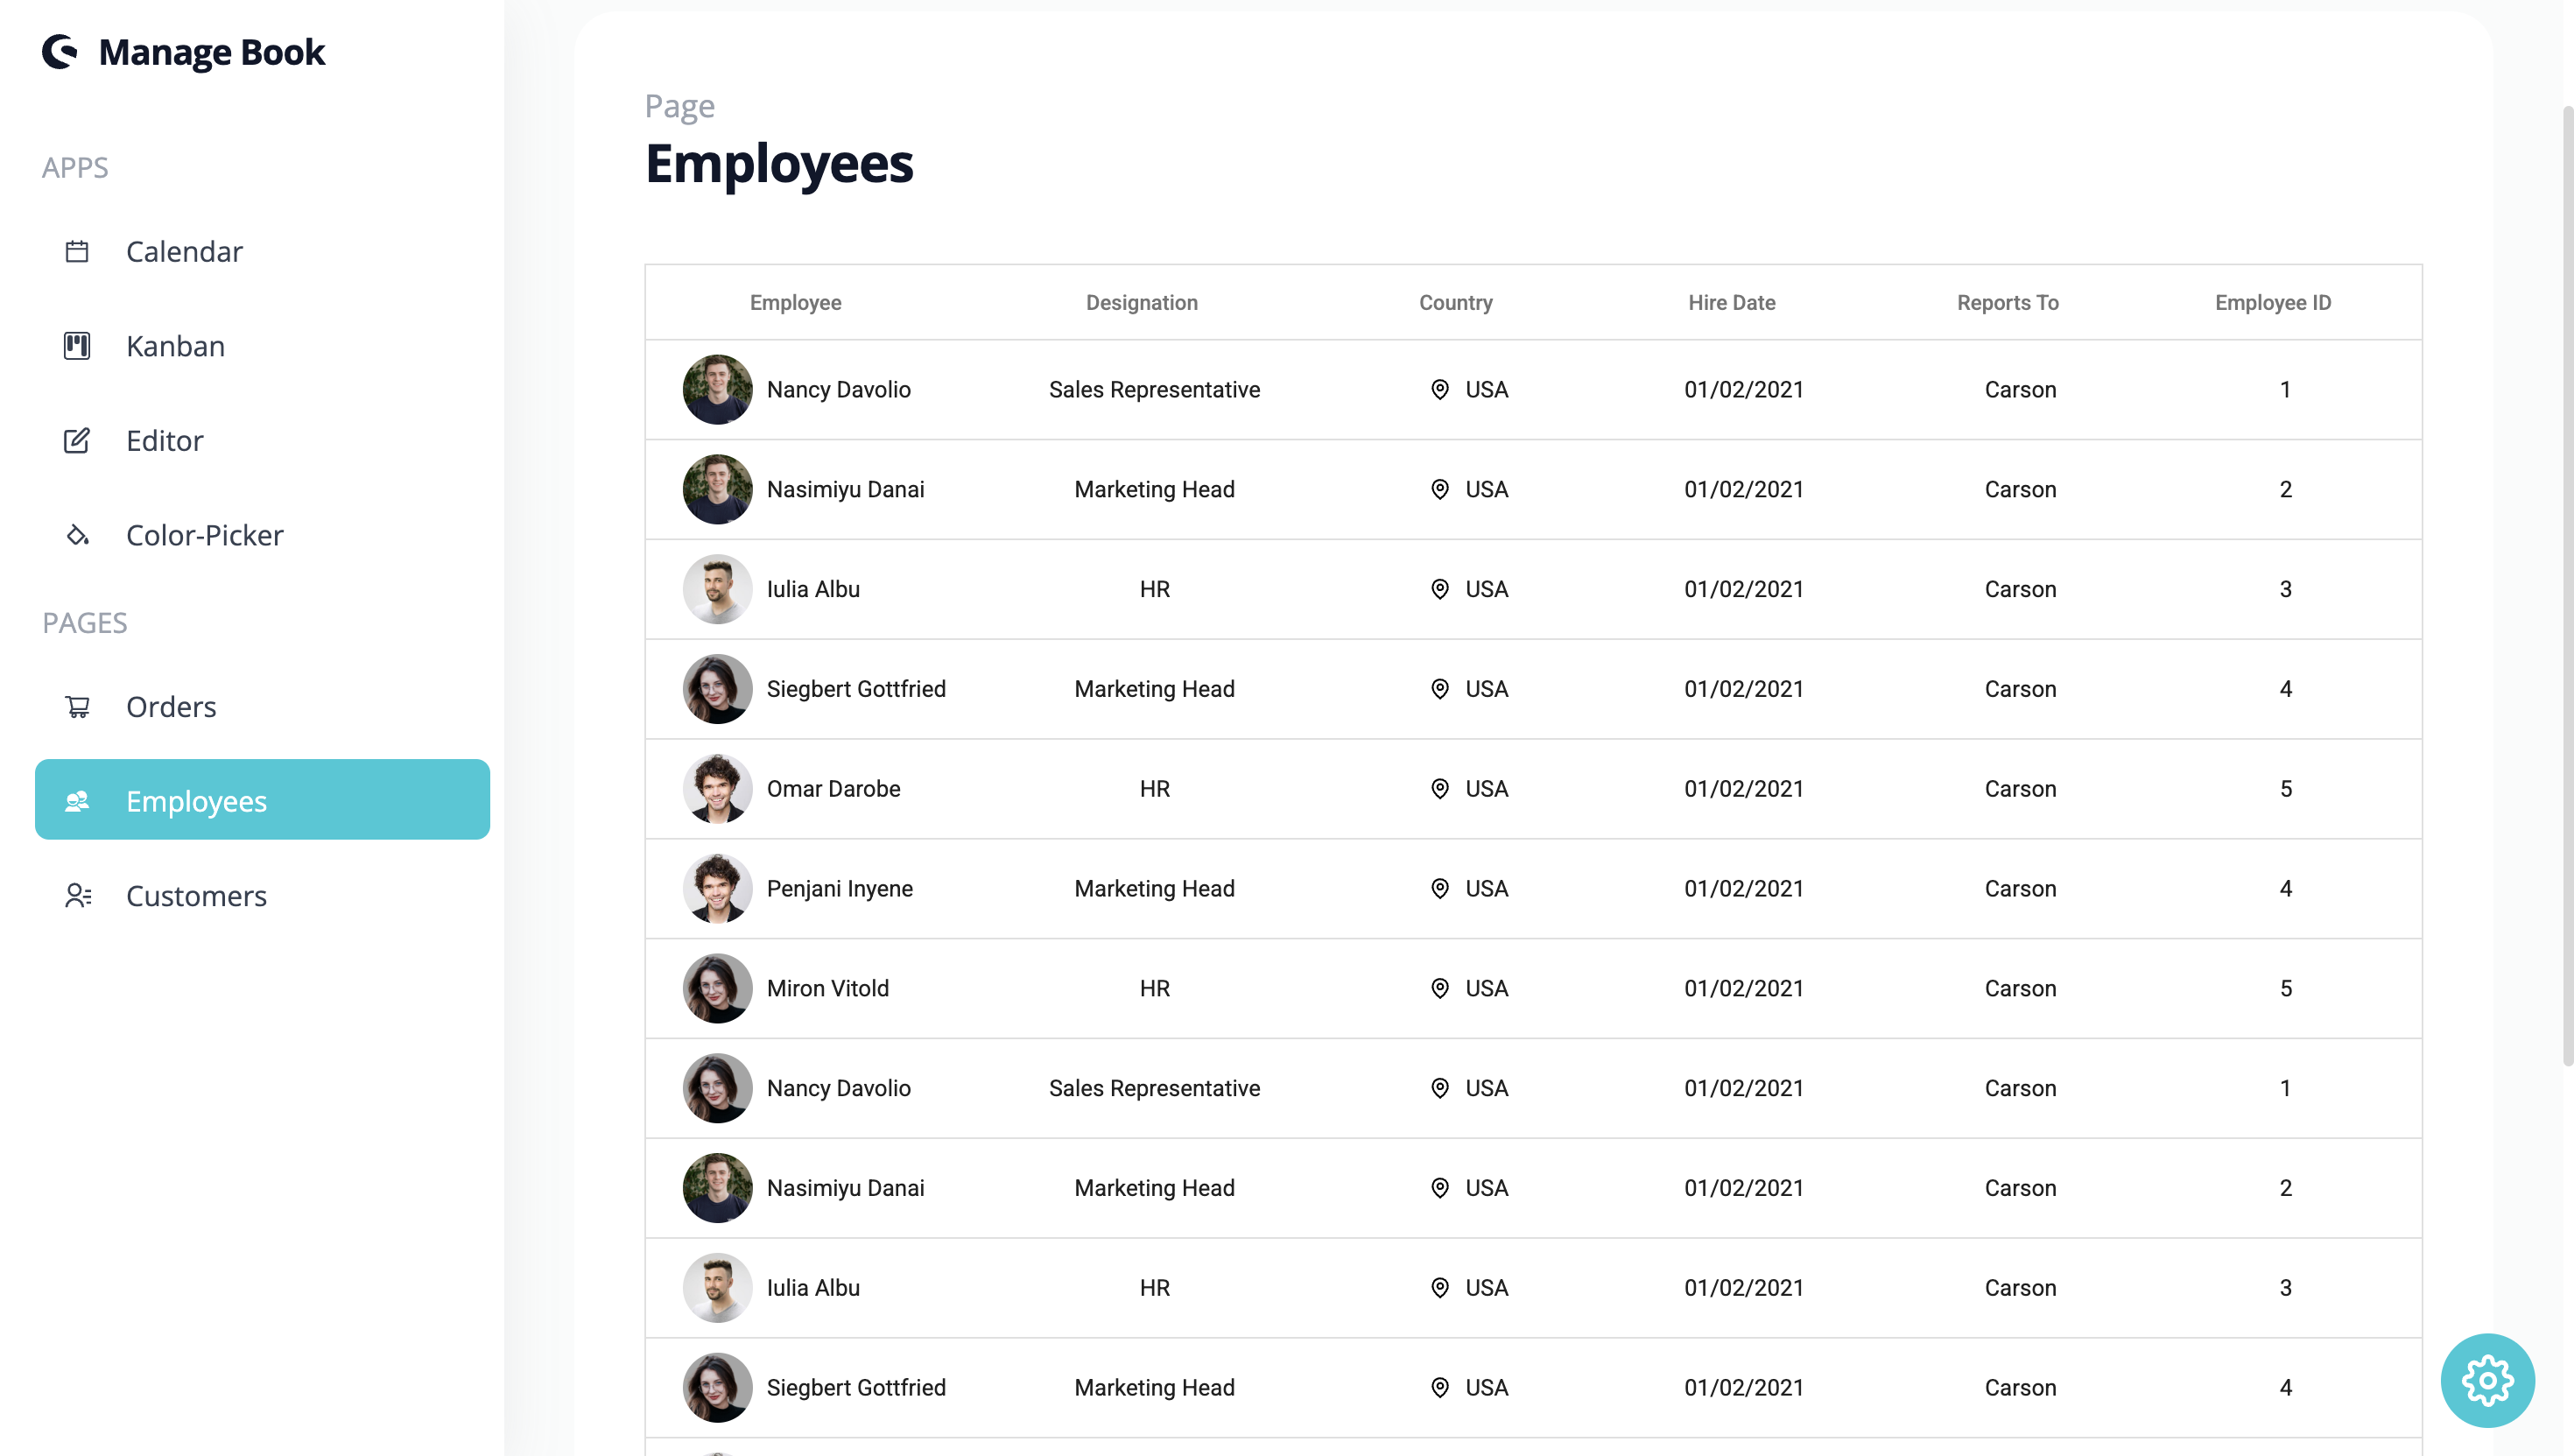 Manage Book
APPS
Calendar
Kanban
Editor
Color-Picker
PAGES
Orders
Employees
Customers
Page
Employees
Employee Designation Country Hire Date Reports To Employee ID
Nancy Davolio Sales Representative USA 01/02/2021 Carson 1
Nasimiyu Danai Marketing Head USA 01/02/2021 Carson 2
Iulia Albu HR USA 01/02/2021 Carson 3
Siegbert Gottfried Marketing Head USA 01/02/2021 Carson 4
Omar Darobe HR USA 01/02/2021 Carson 5
Penjani Inyene Marketing Head USA 01/02/2021 Carson 4
Miron Vitold HR USA 01/02/2021 Carson 5
Nancy Davolio Sales Representative USA 01/02/2021 Carson 1
Nasimiyu Danai Marketing Head USA 01/02/2021 Carson 2
Iulia Albu HR USA 01/02/2021 Carson 3
Siegbert Gottfried Marketing Head USA 01/02/2021 Carson 4